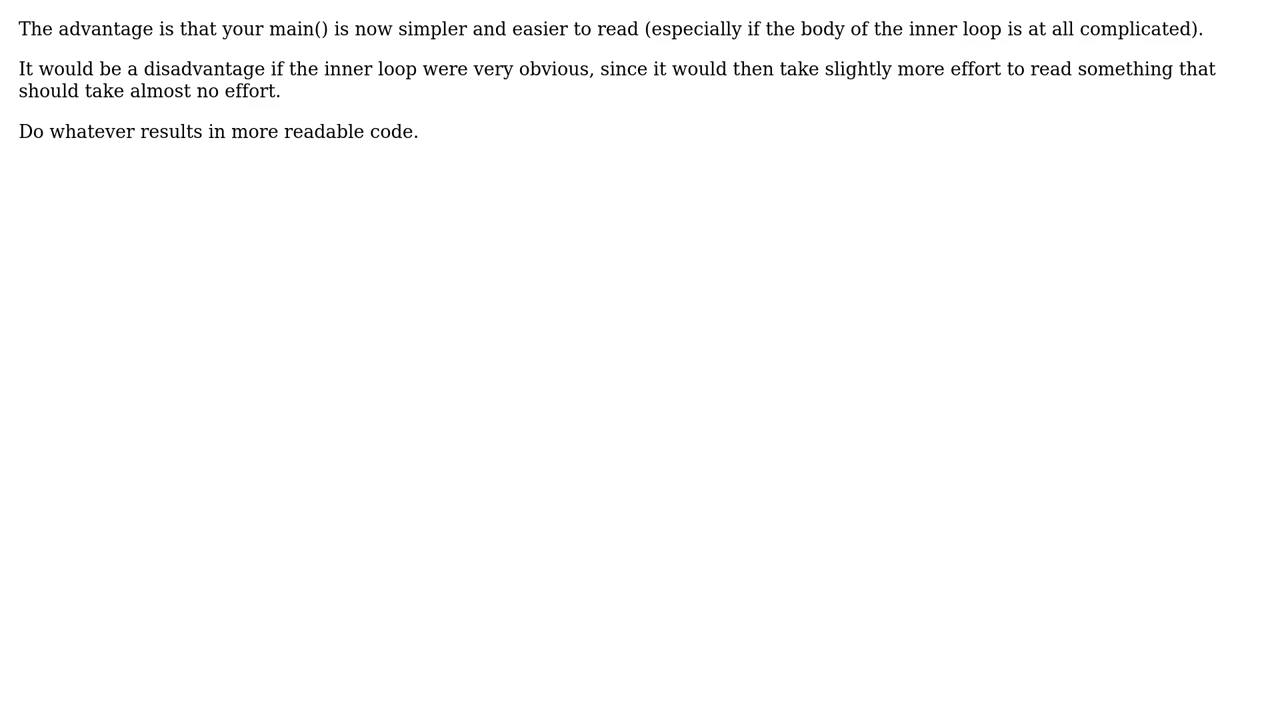 The advantage is that your main() is now simpler and easier to read (especially if the body of the inner loop is at all complicated).
It would be a disadvantage if the inner loop were very obvious, since it would then take slightly more effort to read something that
should take almost no effort.
Do whatever results in more readable code.